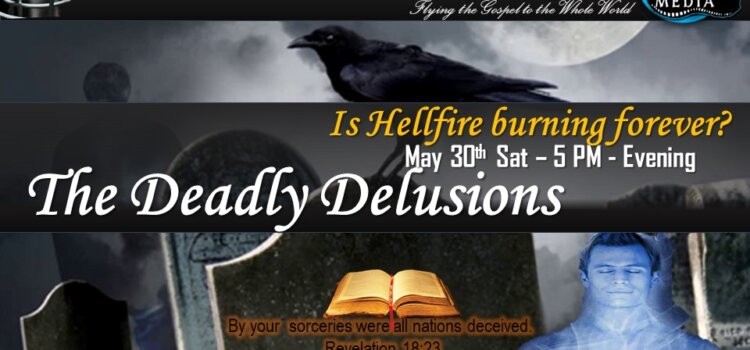 Flying the Gospel to the Whole World
MEDIA
Is Hellfire burning forever?
May 30th Sat – 5 PM - Evening
The Deadly Delusions
By your sorceries were all nations deceived.
Revelation 18:23